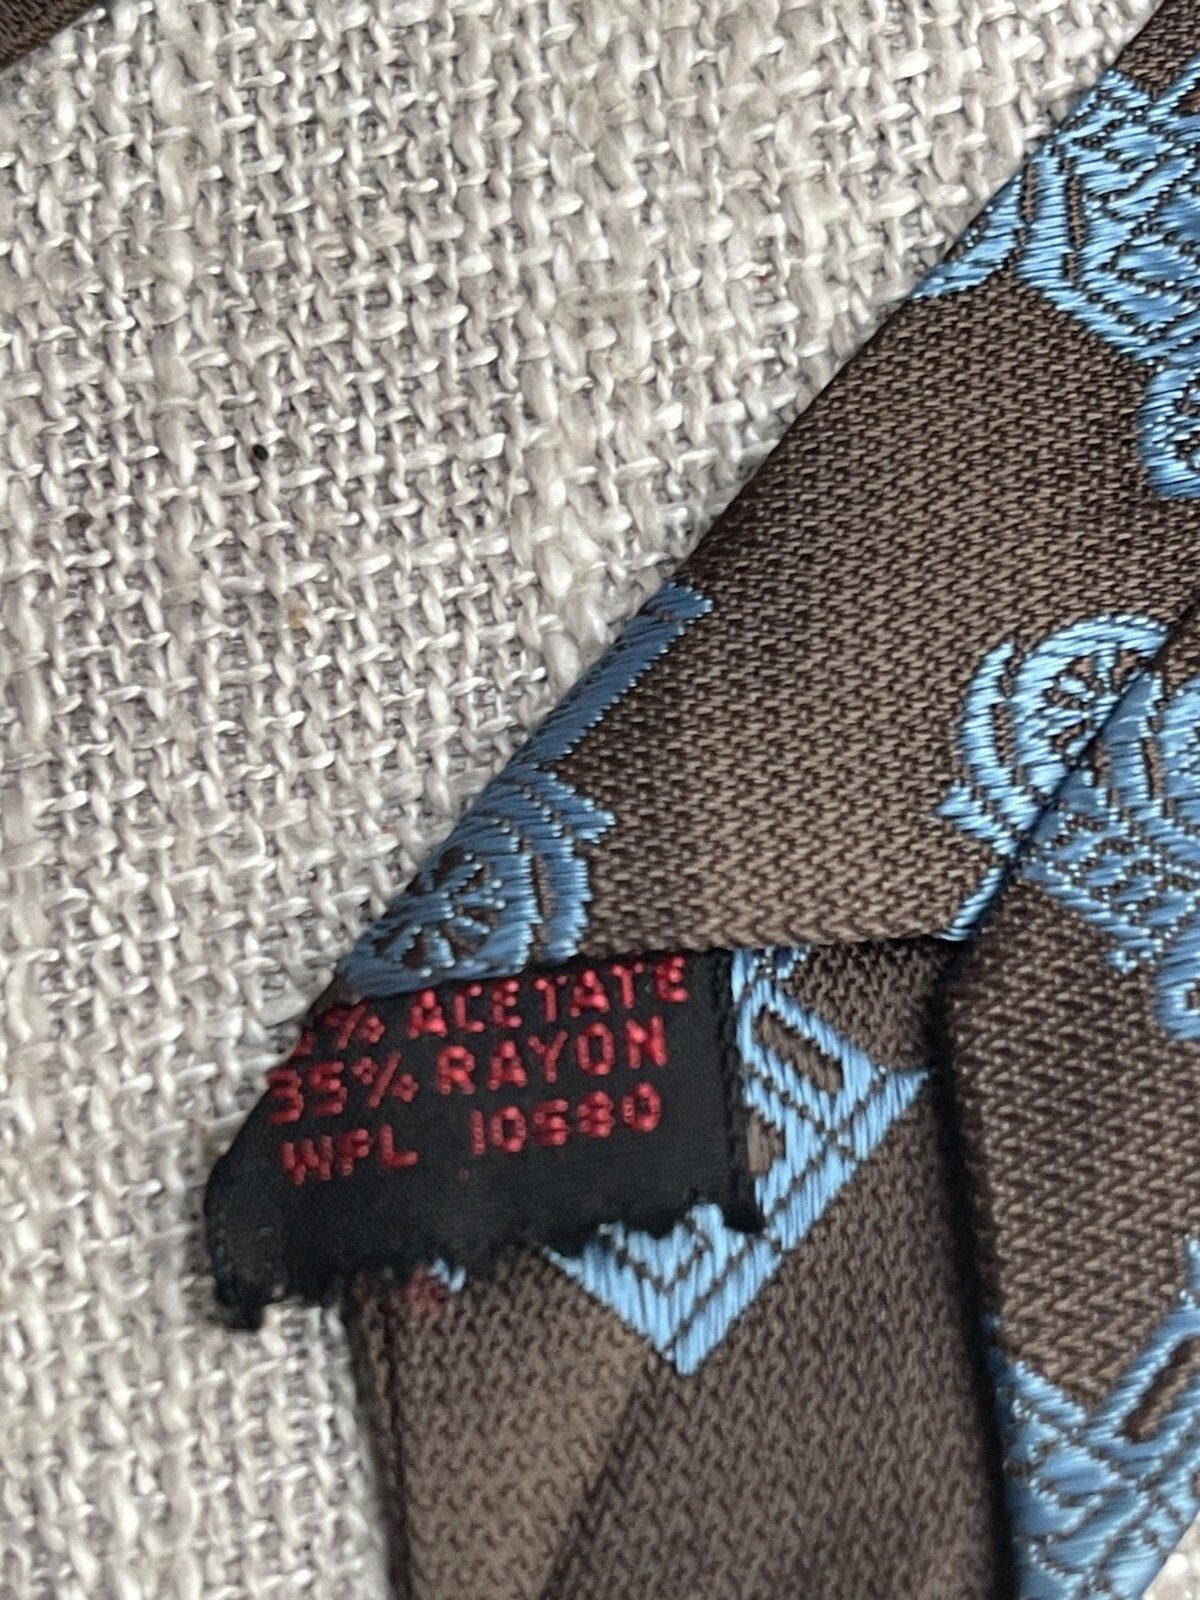 % ACETATE
35% RAYON
WPL 10580